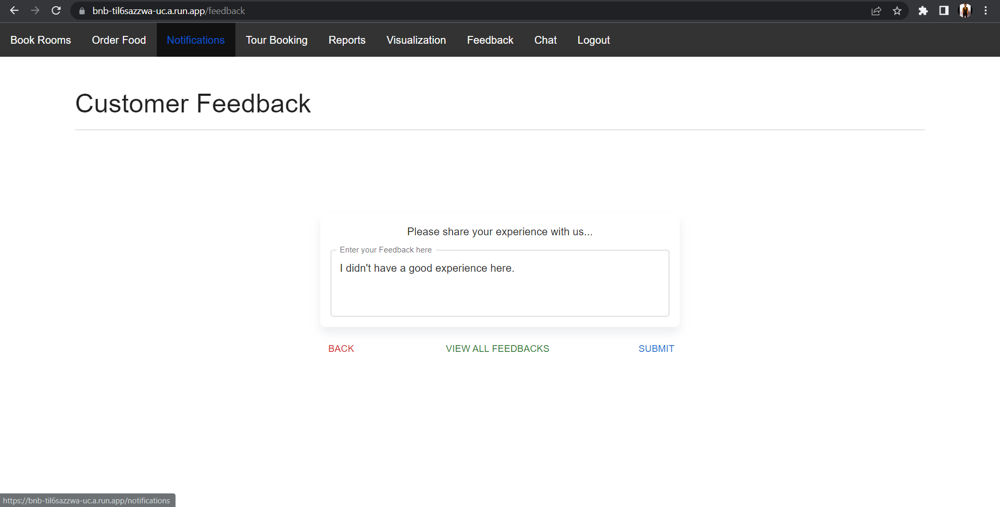 bnb-til6sazzwa-uc.a.run.app/feedback
Book Rooms Order Food Notifications Tour Booking Reports Visualization Feedback Chat Logout
Customer Feedback
Please share your experience with us...
Enter your Feedback here
I didn't have a good experience here.
BACK VIEW ALL FEEDBACKS SUBMIT
https://bnb-til6sazzwa-uc.a.run.app/notifications